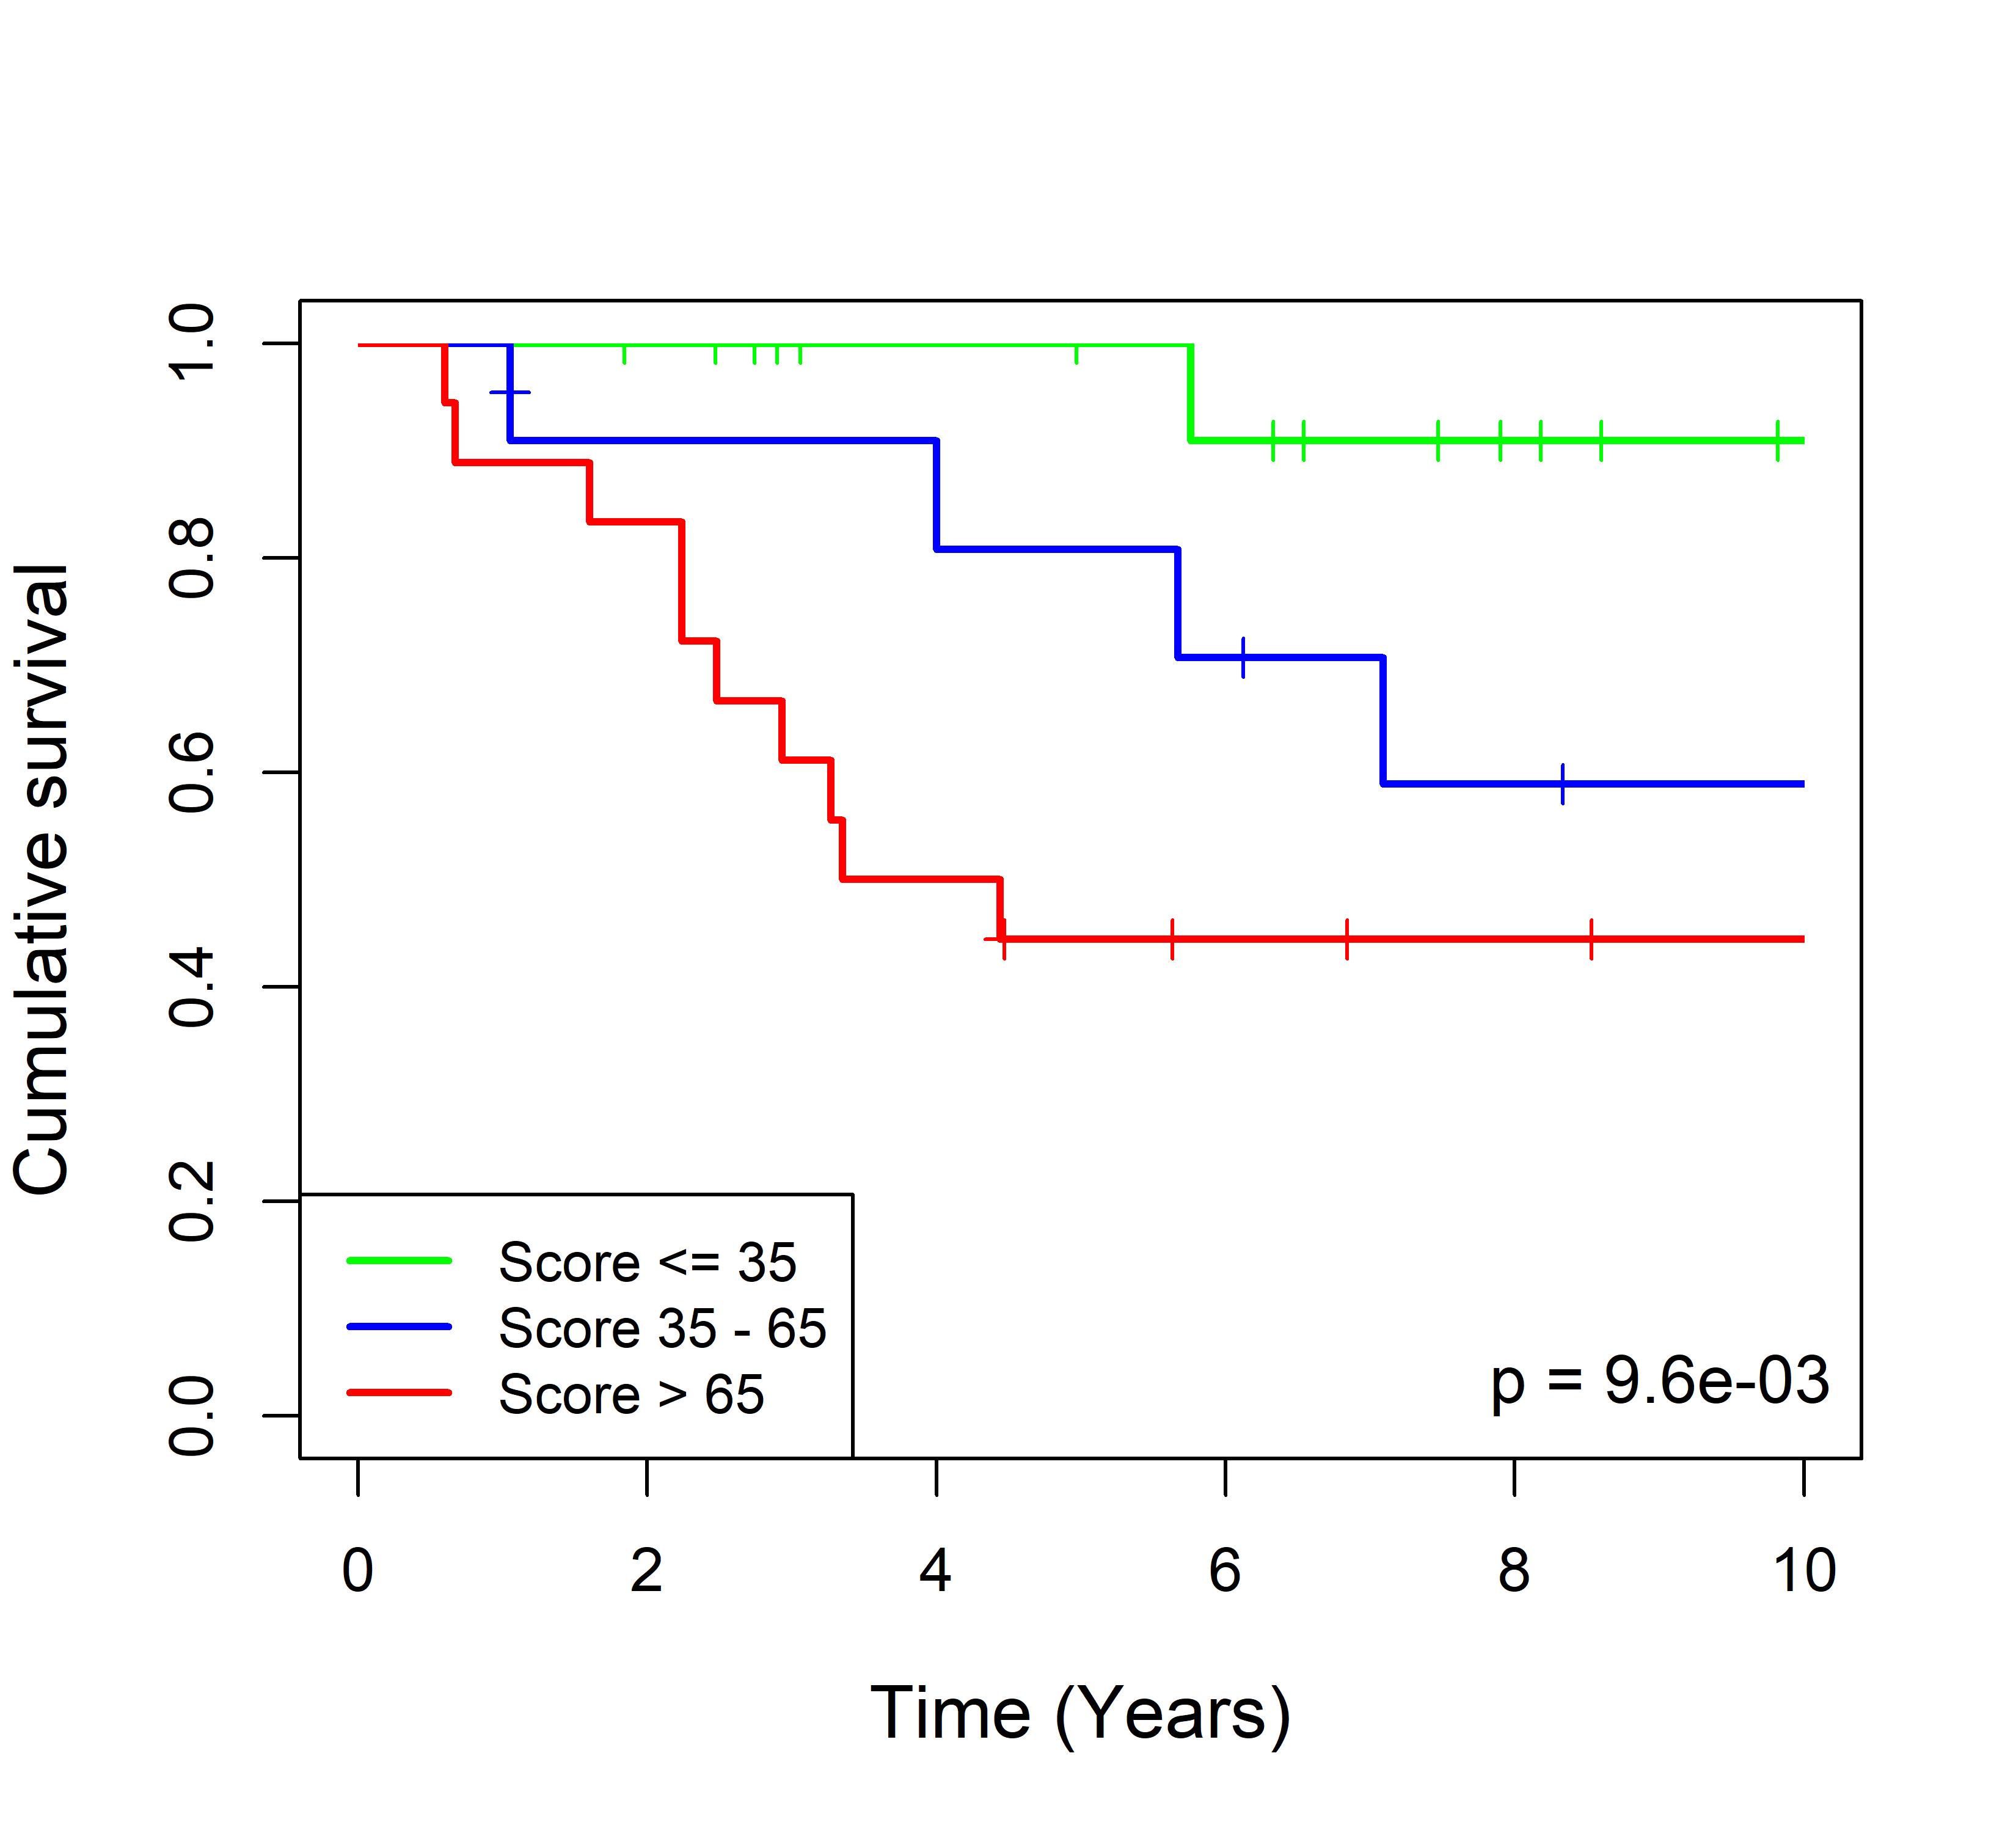 Cumulative survival
1.0
0.8
0.6
0.4
0.2
0.0
Score <= 35
Score 35 - 65
Score > 65
p = 9.6e-03
0 2 4 6 8 10
Time (Years)